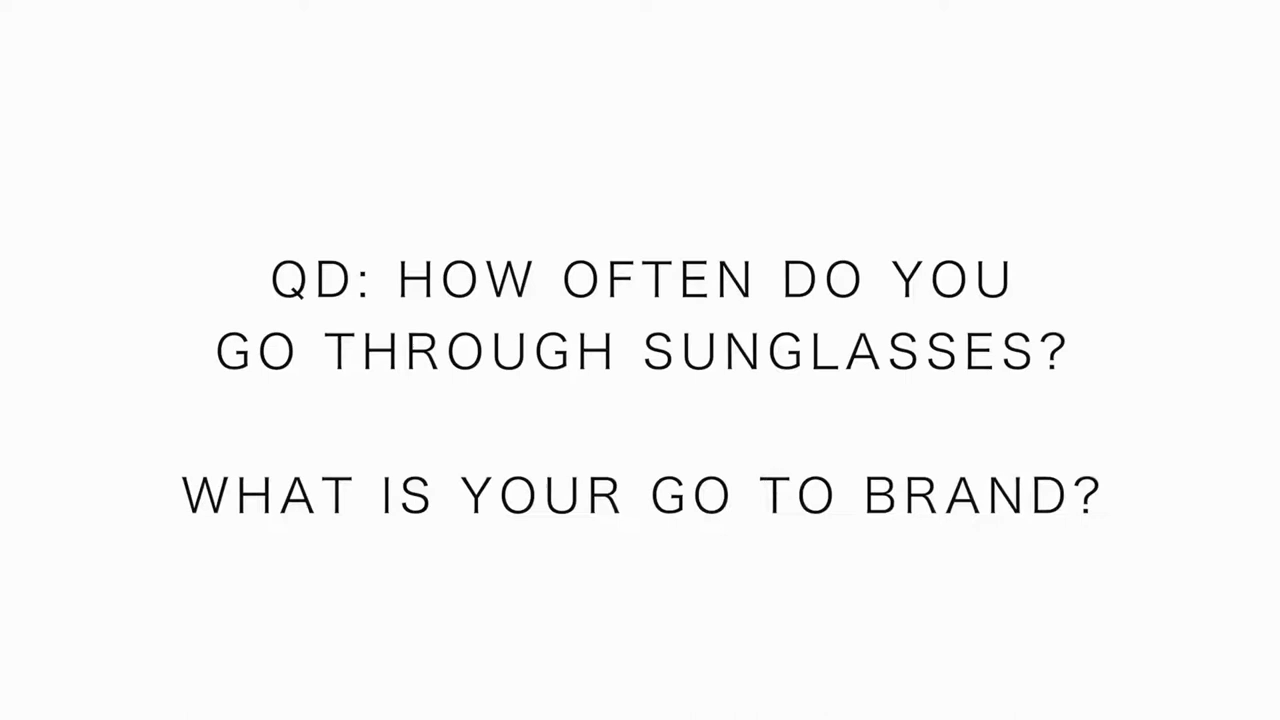 QD: HOW OFTEN DO YOU
GO THROUGH SUNGLASSES?
WHAT IS YOUR GO TO BRAND?